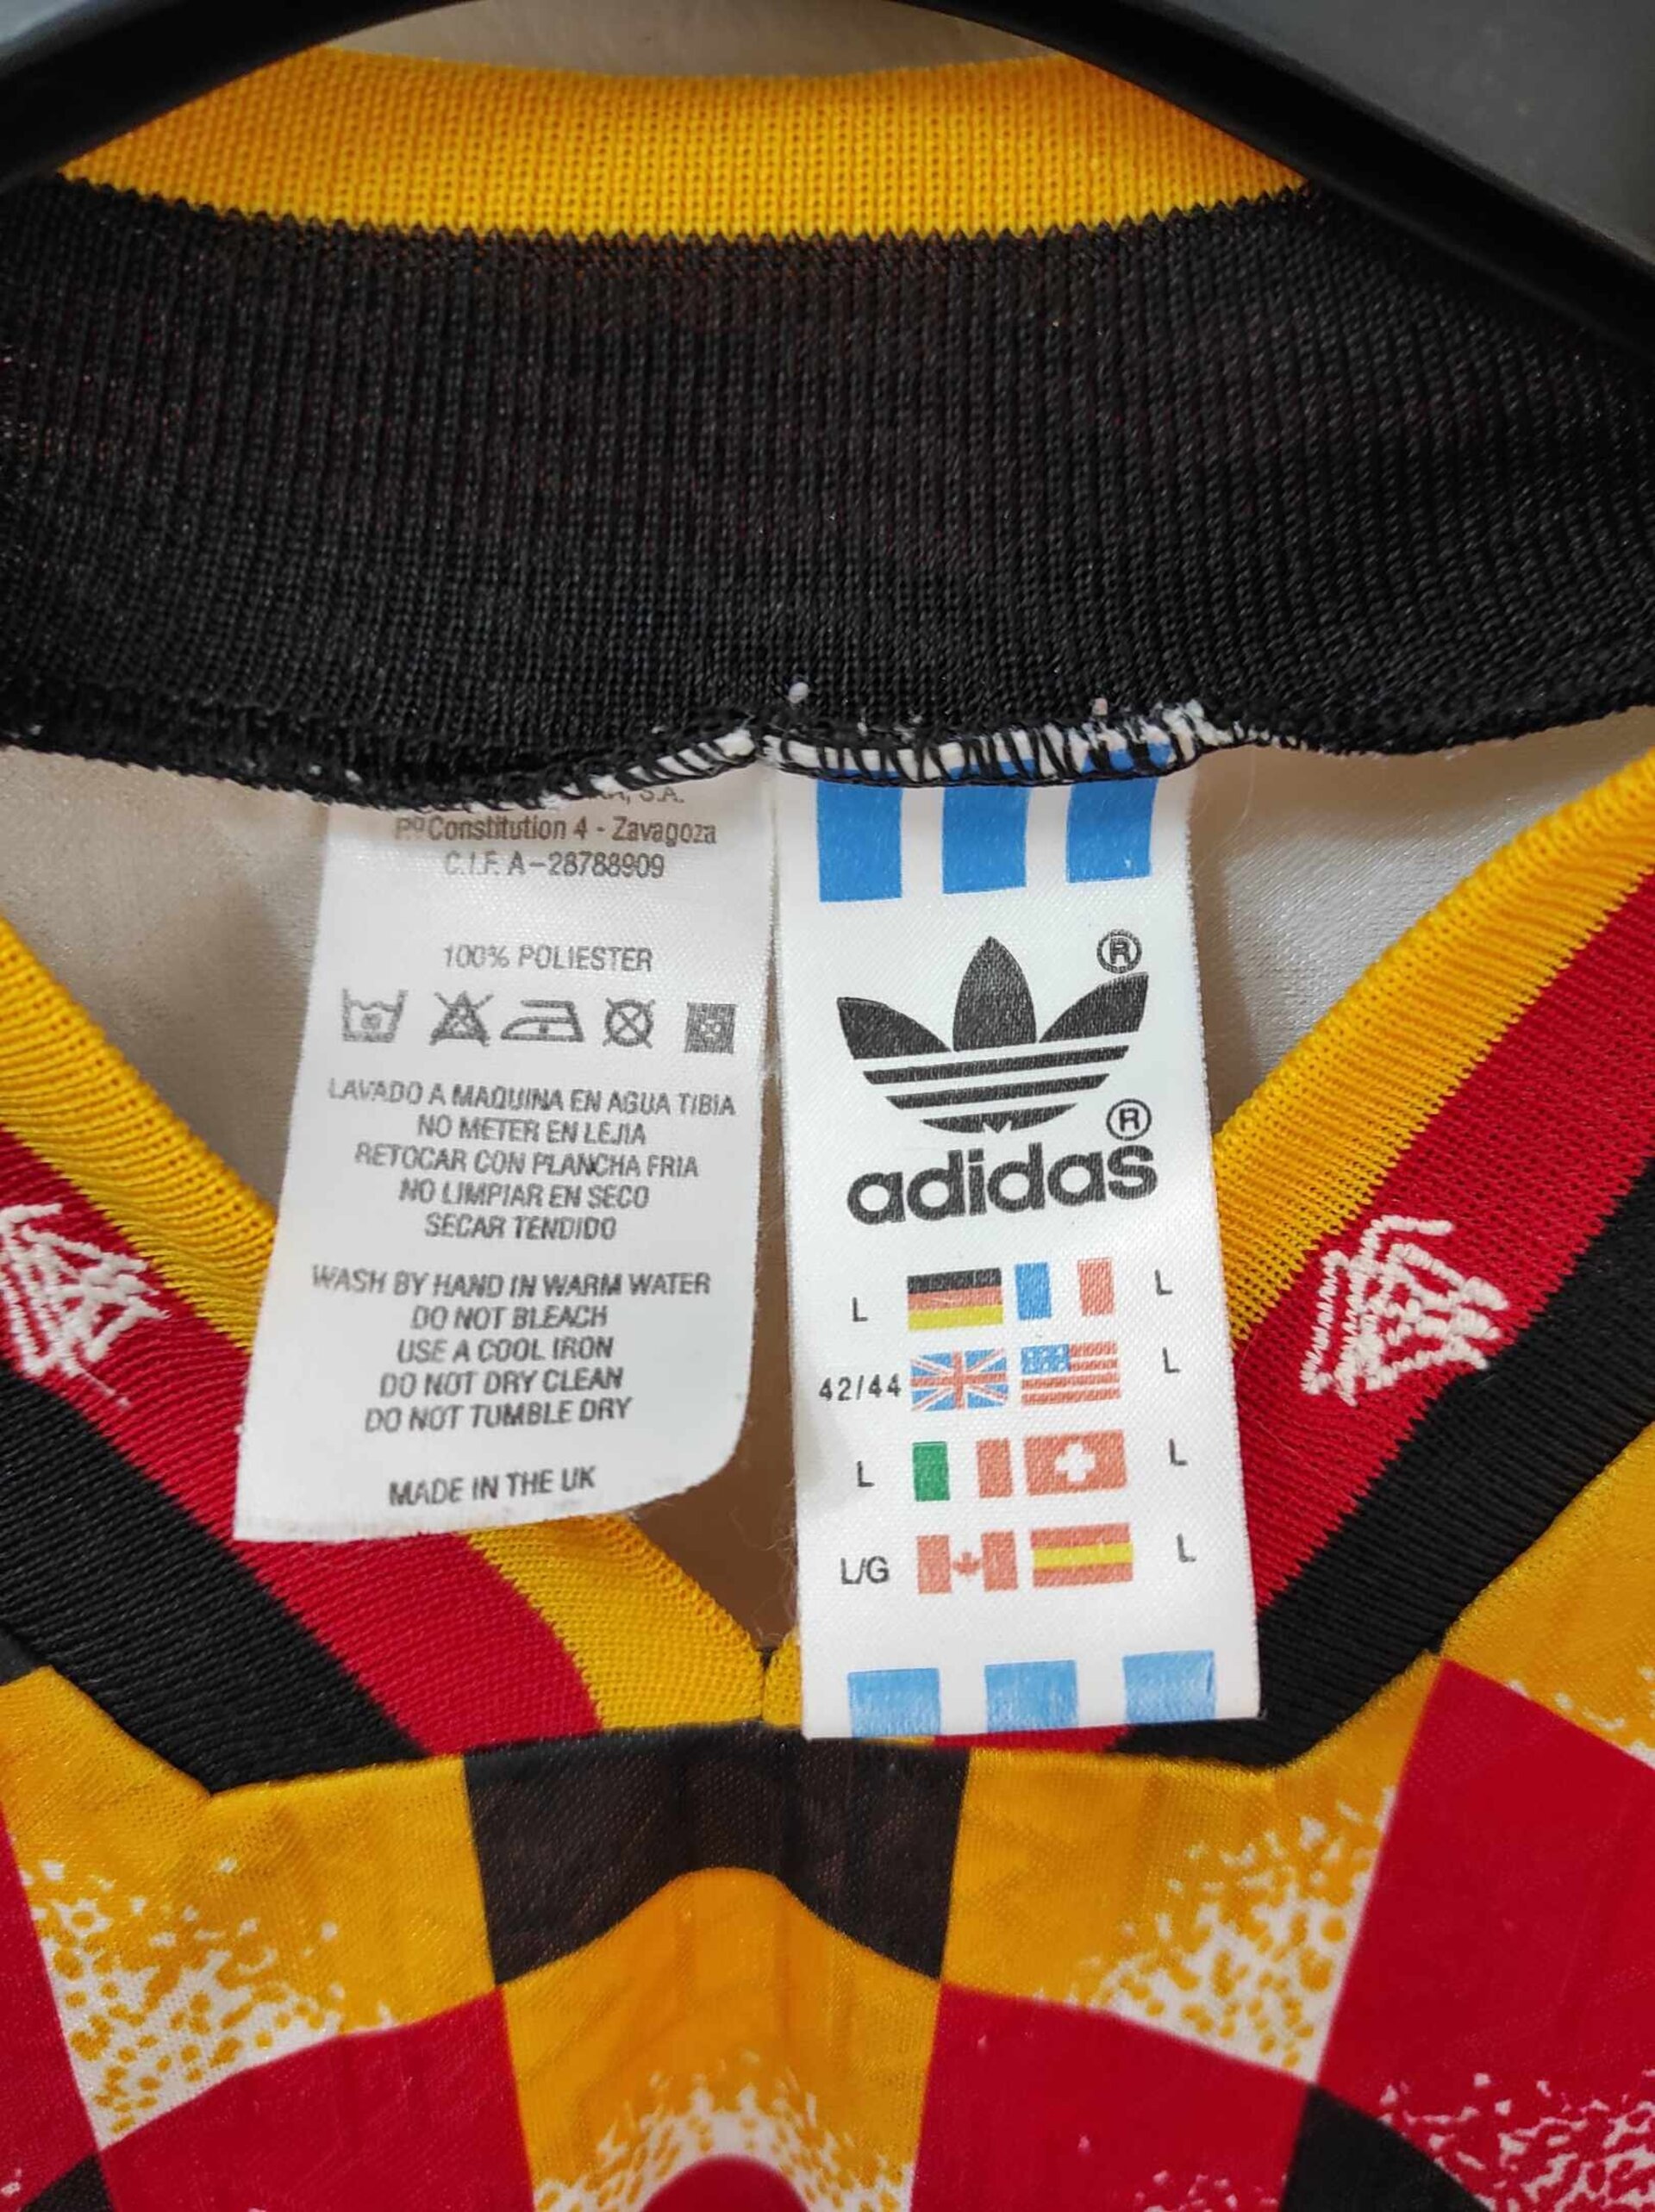 S.A.
Pº Constitution 4 - Zavagoza
C.I.F. A-28788909
100% POLIESTER
LAVADO A MAQUINA EN AGUA TIBIA
NO METER EN LEJIA
RETOCAR CON PLANCHA FRIA
NO LIMPIAR EN SECO
SECAR TENDIDO
WASH BY HAND IN WARM WATER
DO NOT BLEACH
USE A COOL IRON
DO NOT DRY CLEAN
DO NOT TUMBLE DRY
MADE IN THE UK
®
®
adidas
L L
42/44 L
L L
L/G L